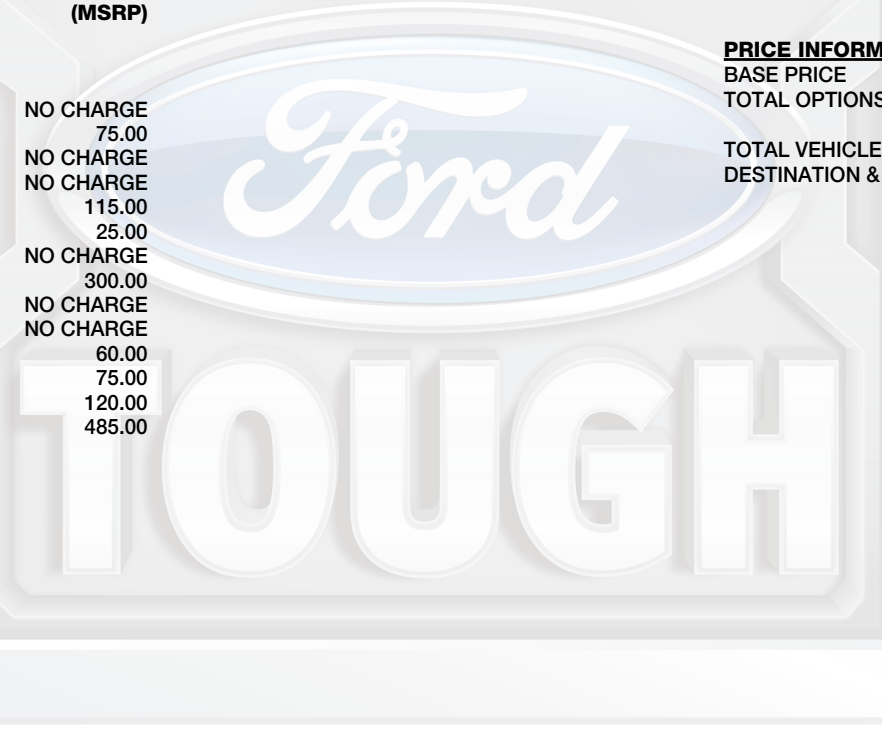 (MSRP)
NO CHARGE
75.00
NO CHARGE
NO CHARGE
115.00
25.00
NO CHARGE
300.00
NO CHARGE
NO CHARGE
60.00
75.00
120.00
485.00
PRICE INFORM
BASE PRICE
TOTAL OPTIONS
TOTAL VEHICLE
DESTINATION &
Ford
TOUGH